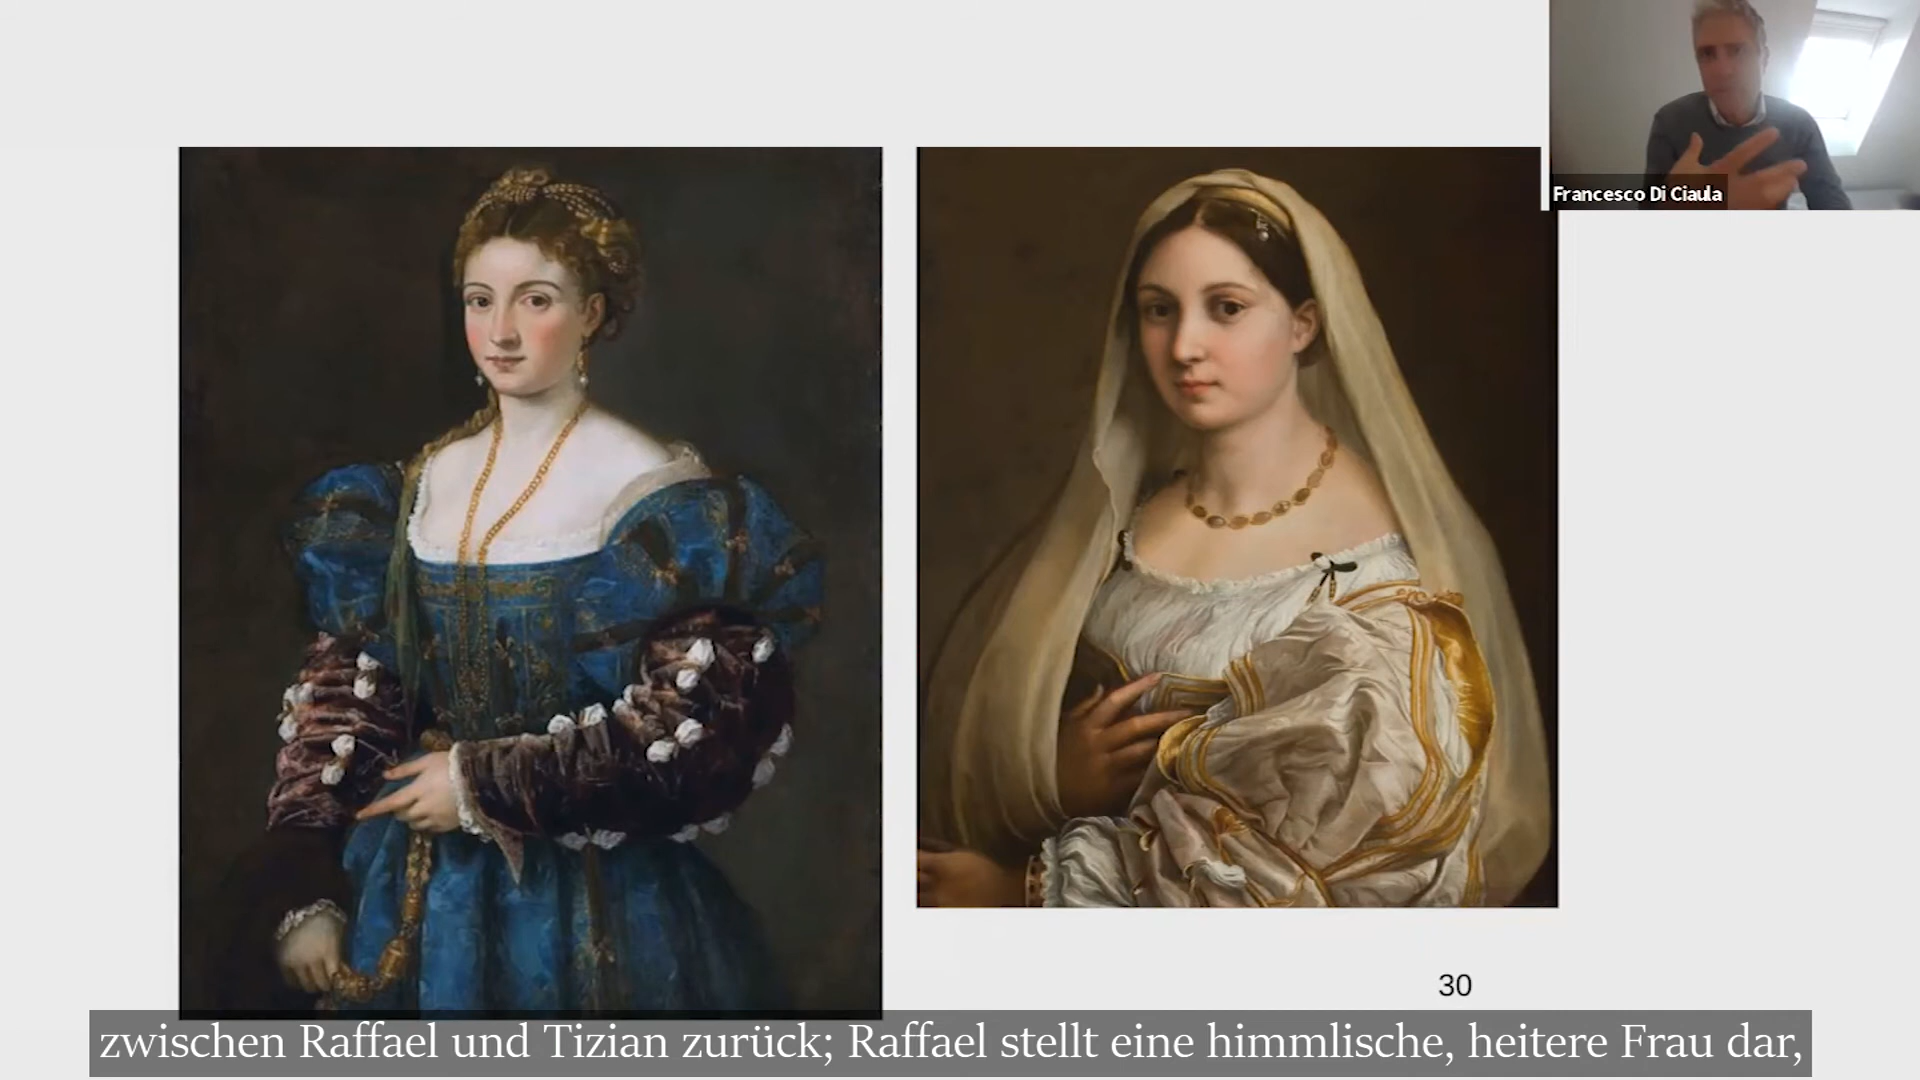 Francesco Di Ciaula
30
zwischen Raffael und Tizian zurück; Raffael stellt eine himmlische, heitere Frau dar,